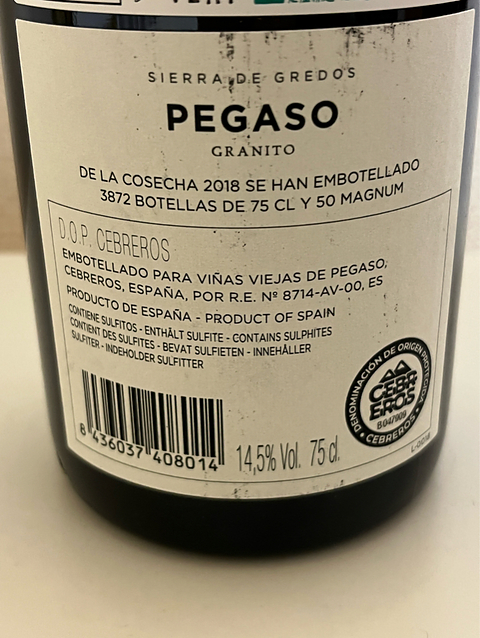 SIERRA DE GREDOS
PEGASO
GRANITO
DE LA COSECHA 2018 SE HAN EMBOTELLADO
3872 BOTELLAS DE 75 CL Y 50 MAGNUM
D.O.P. CEBREROS
EMBOTELLADO PARA VIÑAS VIEJAS DE PEGASO,
CEBREROS, ESPAÑA, POR R.E. Nº 8714-AV-00, ES
PRODUCTO DE ESPAÑA - PRODUCT OF SPAIN
CONTIENE SULFITOS - ENTHÄLT SULFITE - CONTAINS SULPHITES
CONTIENT DES SULFITES - BEVAT SULFIETEN - INNEHÅLLER
SULFITER - INDEHOLDER SULFITTER
8 436037 408014
14,5% Vol. 75 cl.
DENOMINACIÓN DE ORIGEN PROTEGIDA
CEBR
EROS
CEBREROS